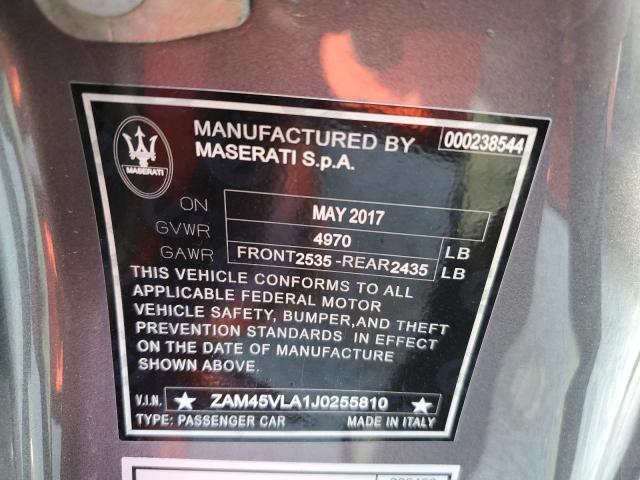 MANUFACTURED BY 000238544
MASERATI S.p.A.
MASERATI
ON MAY 2017
GVWR 4970 LB
GAWR FRONT2535 -REAR2435 LB
THIS VEHICLE CONFORMS TO ALL
APPLICABLE FEDERAL MOTOR
VEHICLE SAFETY, BUMPER,AND THEFT
PREVENTION STANDARDS IN EFFECT
ON THE DATE OF MANUFACTURE
SHOWN ABOVE.
V.I.N. ★ ZAM45VLA1J0255810 ★
TYPE: PASSENGER CAR MADE IN ITALY